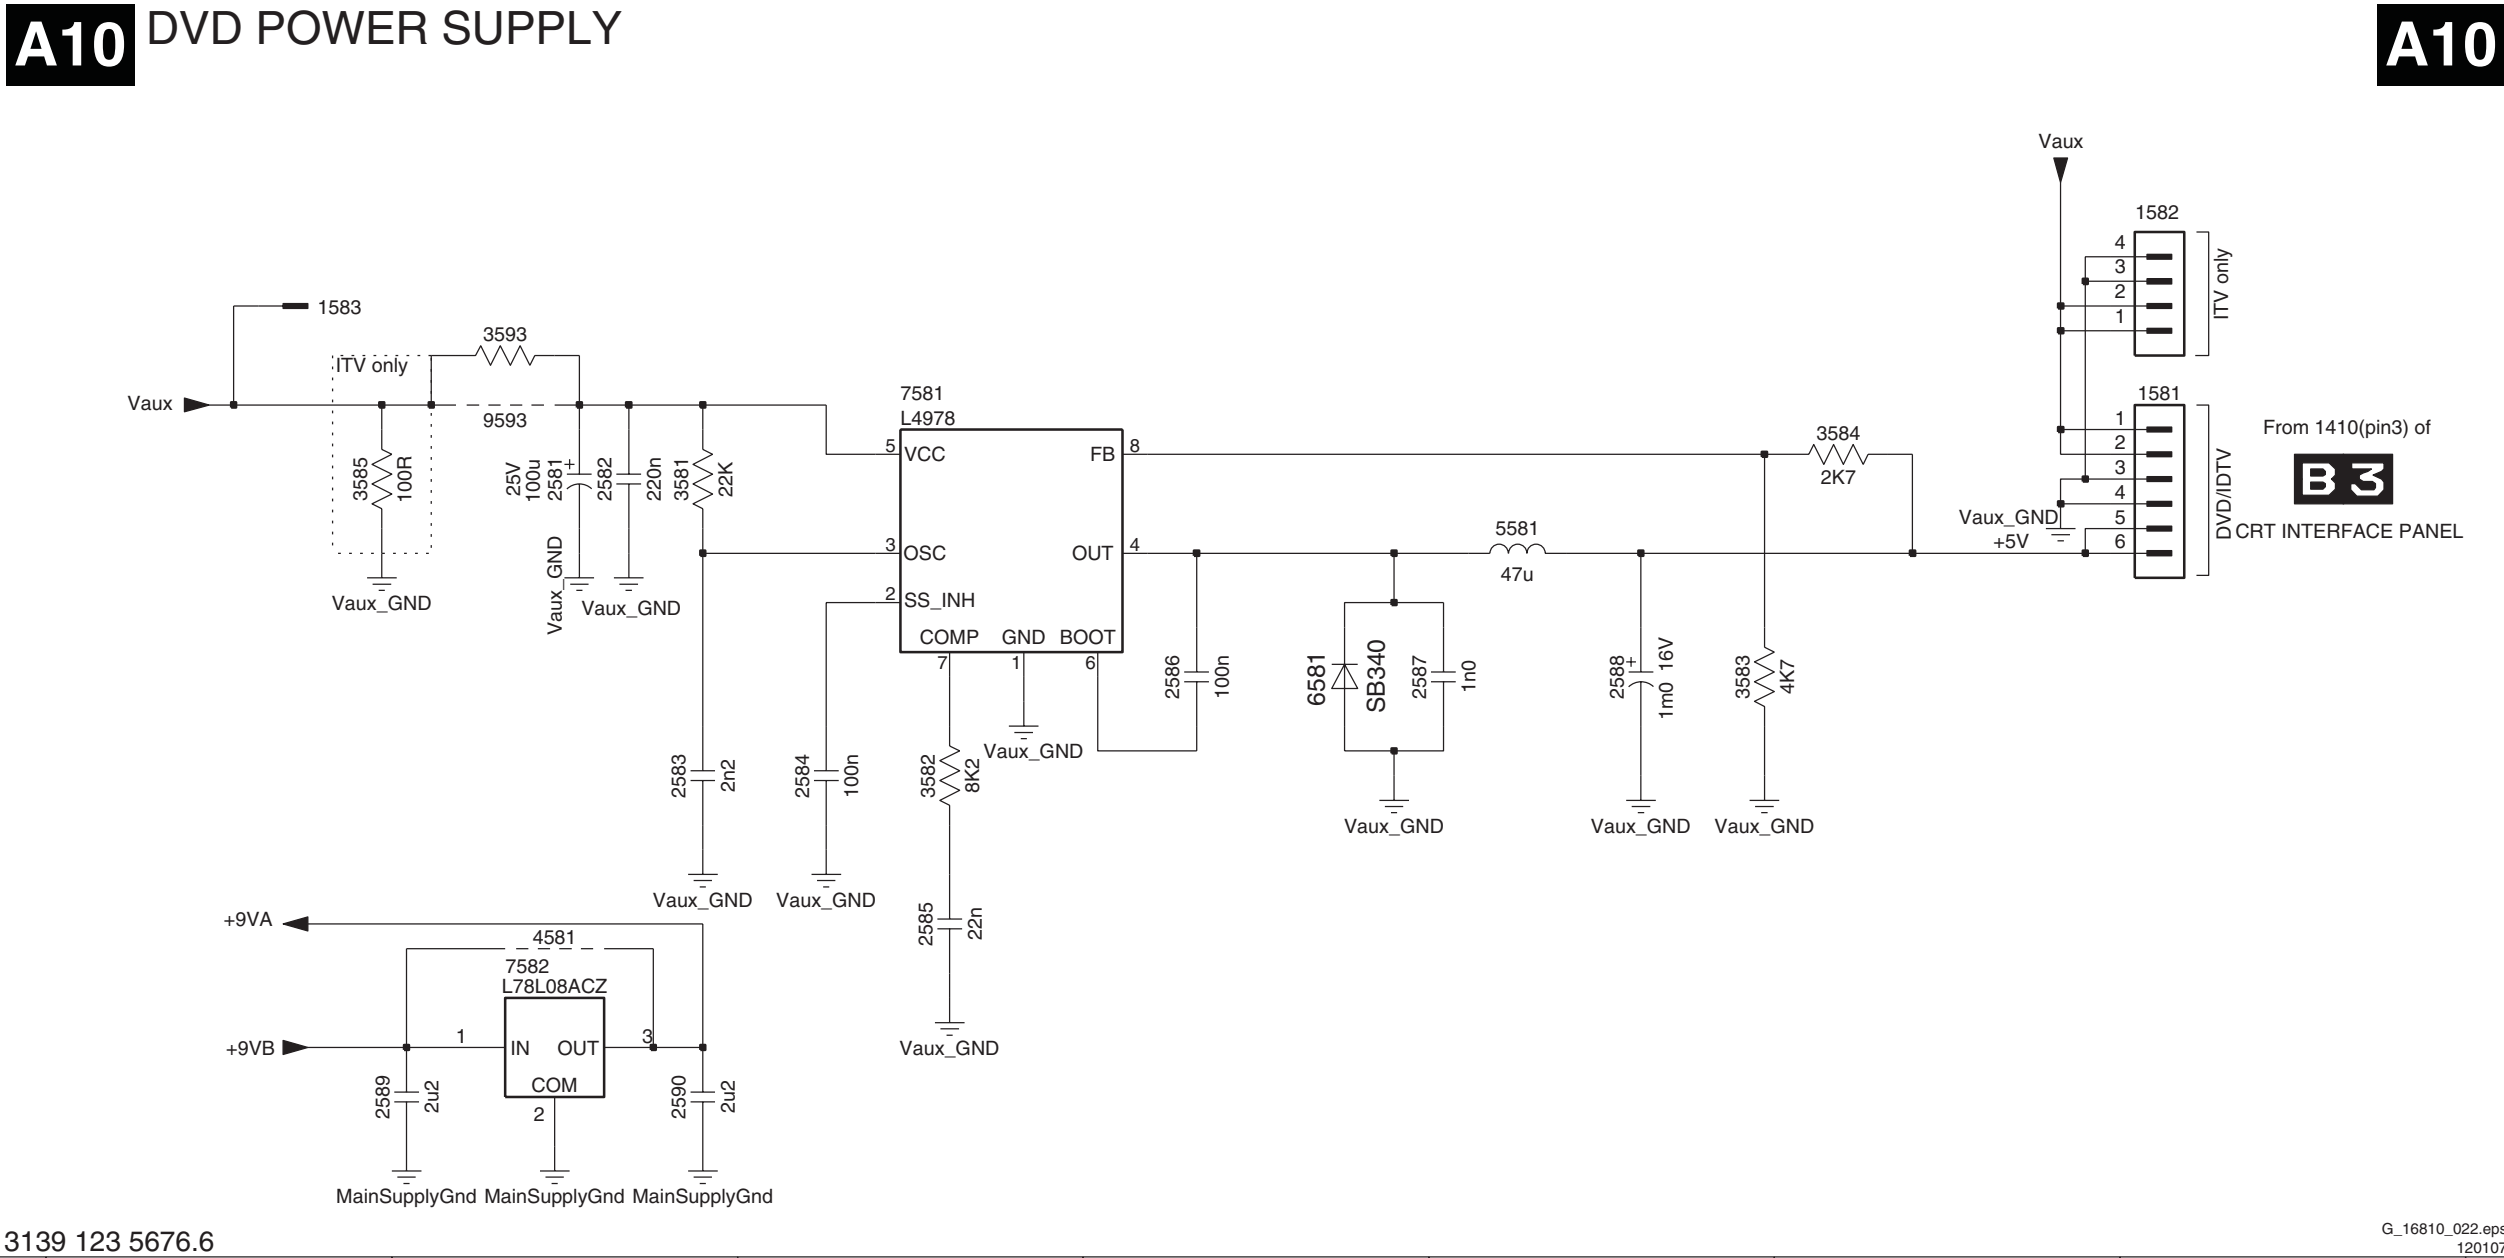 A10 DVD POWER SUPPLY
A10
Vaux
1582
4
3
2
1
ITV only
1583
3593
ITV only
Vaux
9593
3585
100R
Vaux_GND
25V
100u
2581
+
Vaux_GND
2582
220n
Vaux_GND
3581
22K
7581
L4978
5
VCC
3
OSC
2
SS_INH
COMP
GND
BOOT
7
1
6
FB
8
OUT
4
3584
2K7
5581
47u
1581
1
2
3
4
5
6
DVD/IDTV
Vaux_GND
+5V
From 1410(pin3) of
B 3
CRT INTERFACE PANEL
2583
2n2
Vaux_GND
2584
100n
Vaux_GND
3582
8K2
Vaux_GND
2585
22n
Vaux_GND
2586
100n
6581
SB340
2587
1n0
Vaux_GND
2588
+
1m0 16V
Vaux_GND
3583
4K7
Vaux_GND
+9VA
4581
7582
L78L08ACZ
+9VB
1
IN
OUT
3
COM
2
2589
2u2
2590
2u2
MainSupplyGnd MainSupplyGnd MainSupplyGnd
3139 123 5676.6
G_16810_022.eps
120107